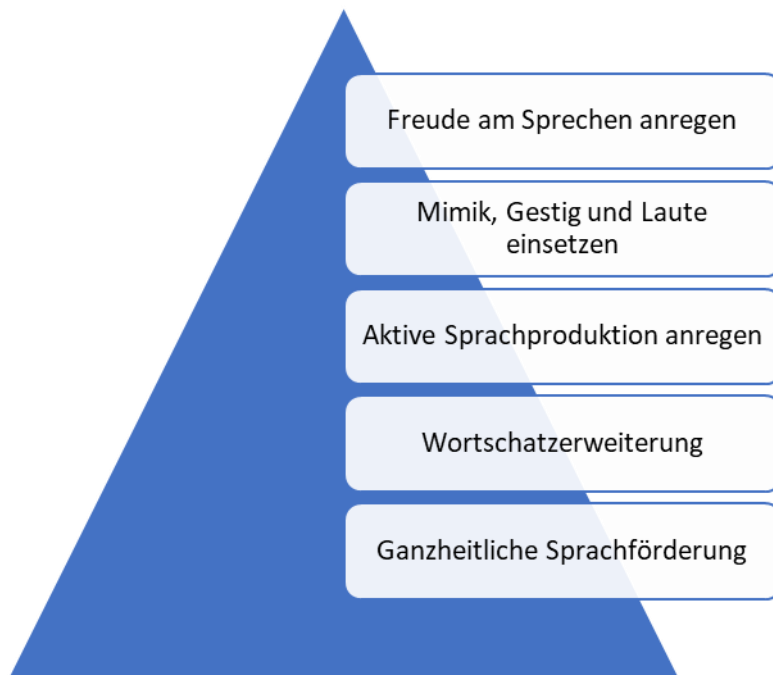 Freude am Sprechen anregen
Mimik, Gestig und Laute
einsetzen
Aktive Sprachproduktion anregen
Wortschatzerweiterung
Ganzheitliche Sprachförderung